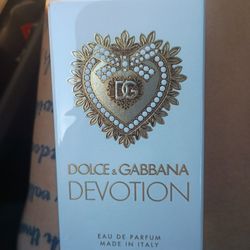 DG
DOLCE & GABBANA
DEVOTION
EAU DE PARFUM
MADE IN ITALY